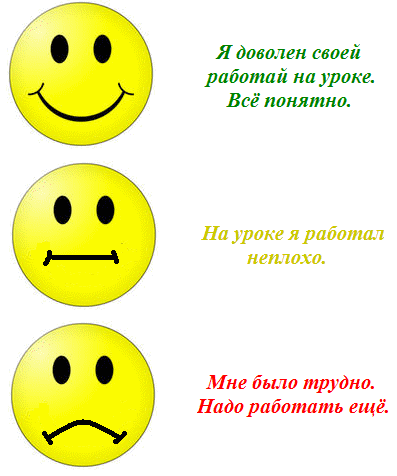 Я доволен своей
работай на уроке.
Всё понятно.
На уроке я работал
неплохо.
Мне было трудно.
Надо работать ещё.